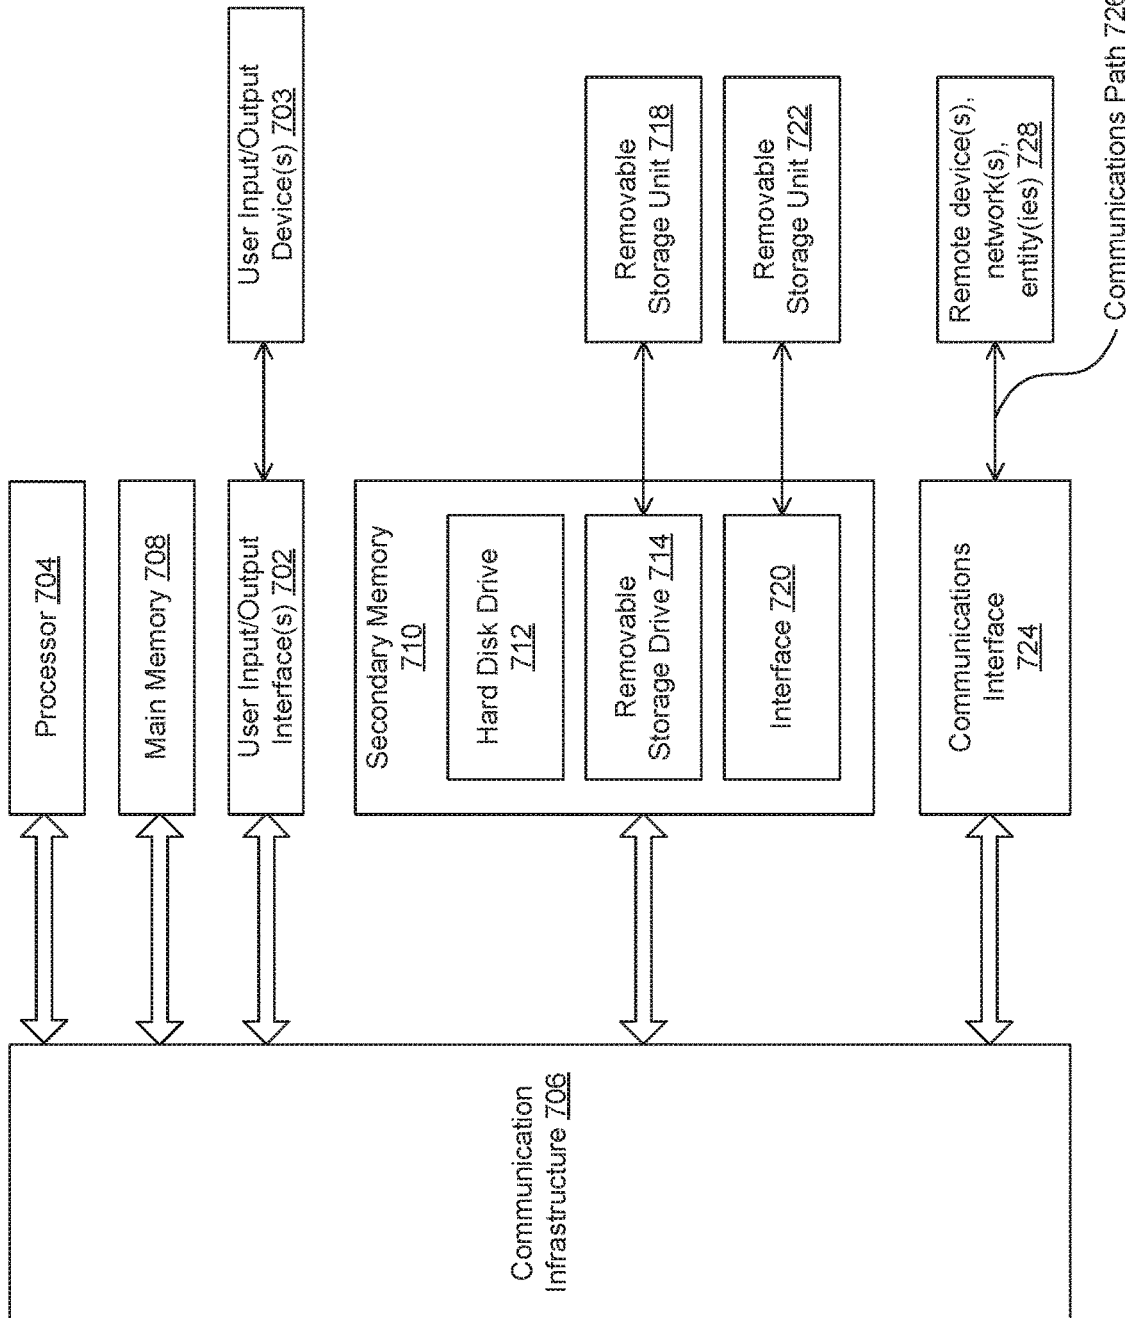 Communication
Infrastructure 706
Processor 704
Main Memory 708
User Input/Output
Interface(s) 702
User Input/Output
Device(s) 703
Secondary Memory
710
Hard Disk Drive
712
Removable
Storage Drive 714
Removable
Storage Unit 718
Interface 720
Removable
Storage Unit 722
Communications
Interface
724
Remote device(s),
network(s),
entity(ies) 728
Communications Path 726